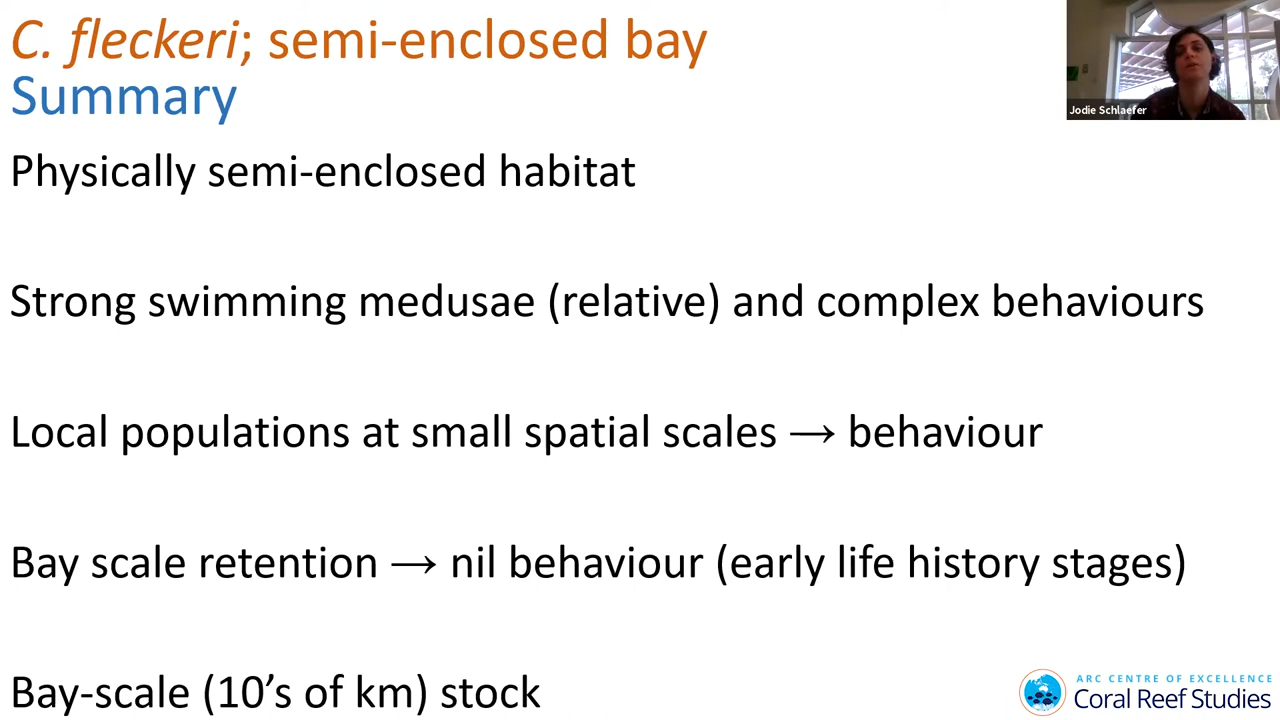 C. fleckeri; semi-enclosed bay
Summary
Jodie Schlaefer
Physically semi-enclosed habitat
Strong swimming medusae (relative) and complex behaviours
Local populations at small spatial scales → behaviour
Bay scale retention → nil behaviour (early life history stages)
Bay-scale (10’s of km) stock
ARC CENTRE OF EXCELLENCE
Coral Reef Studies